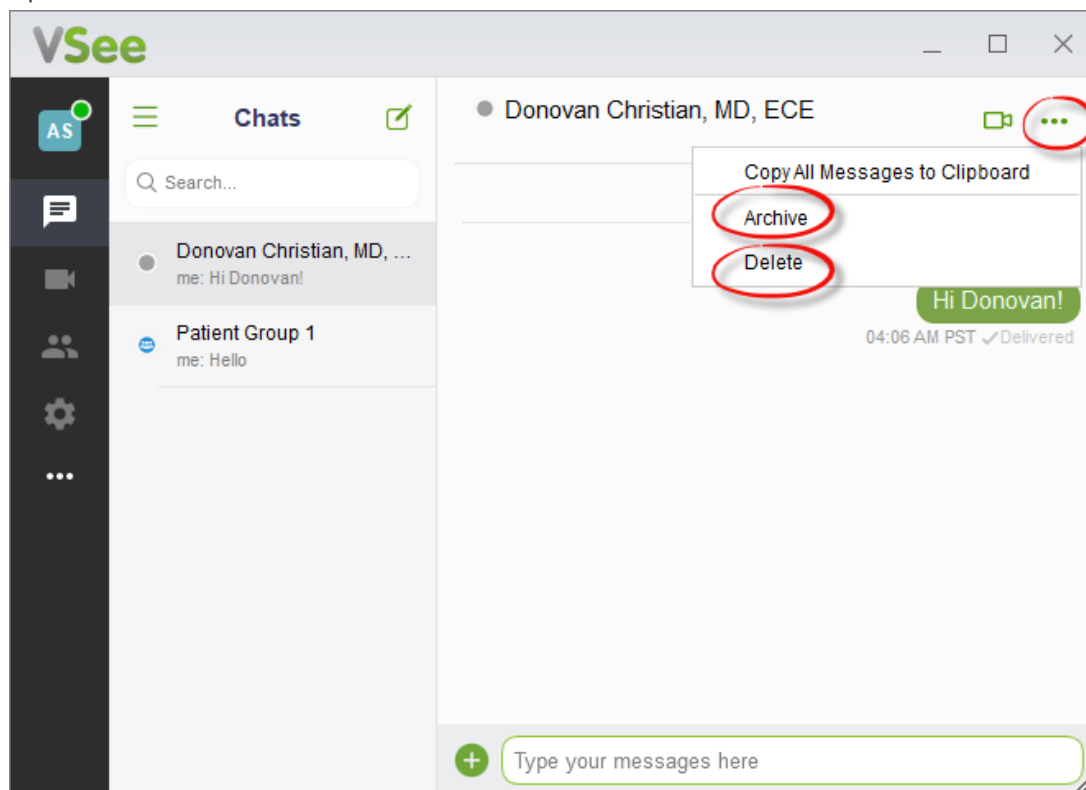 VSee
AS
Chats
Search...
Donovan Christian, MD, ...
me: Hi Donovan!
Patient Group 1
me: Hello
Donovan Christian, MD, ECE
Copy All Messages to Clipboard
Archive
Delete
Hi Donovan!
04:06 AM PST ✓Delivered
Type your messages here